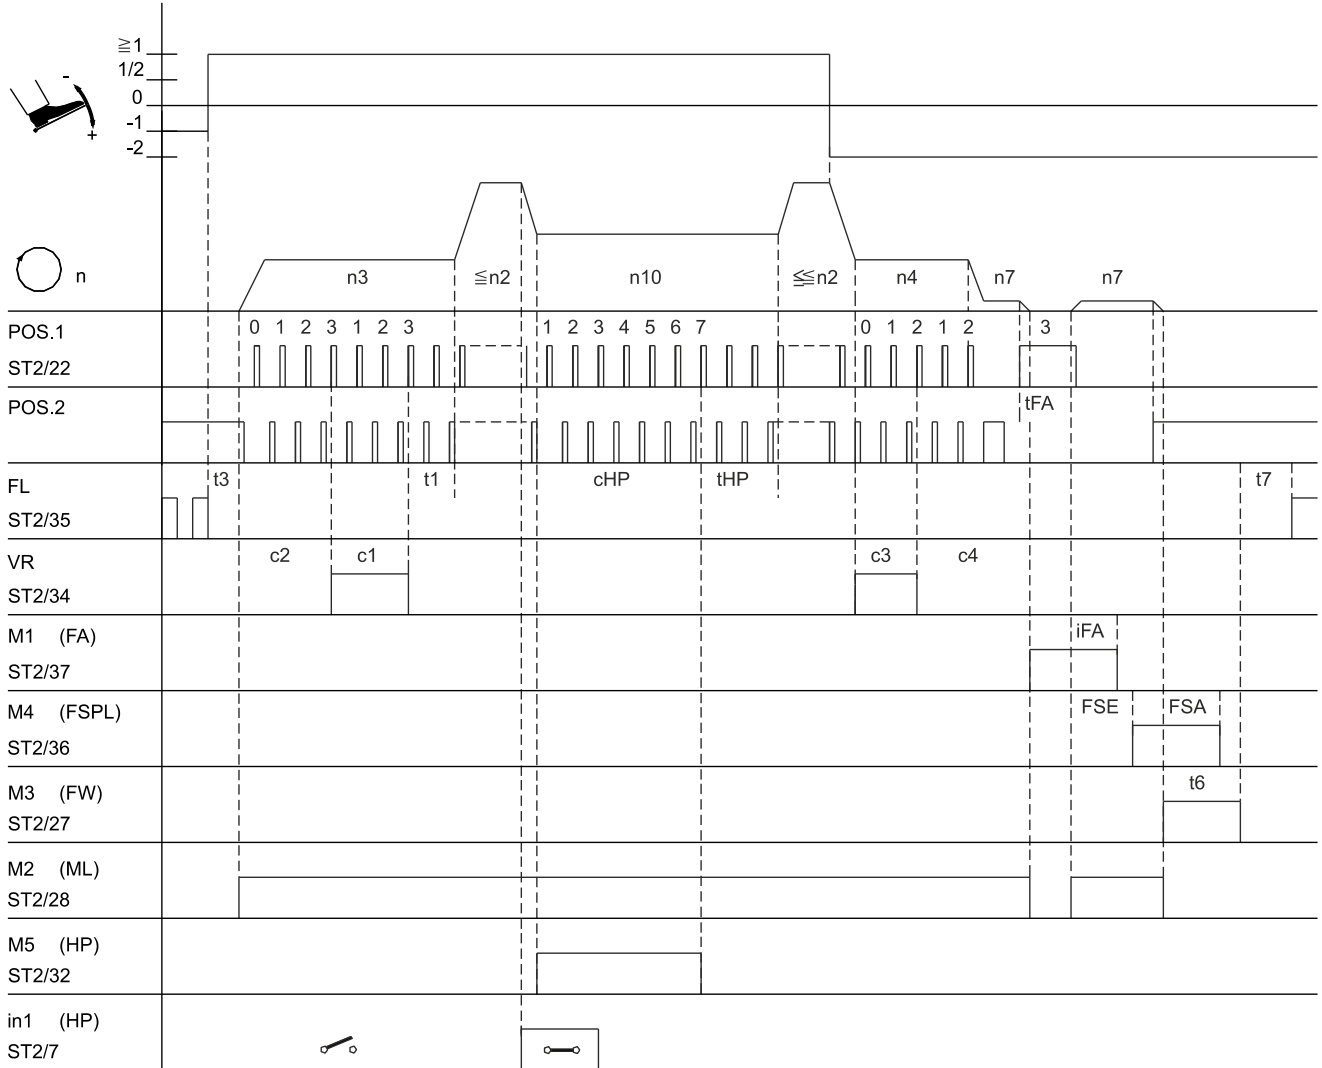 ≧1
1/2
0
-1
-2
-
+
n
n3
≦n2
n10
≦≦n2
n4
n7
n7
POS.1
ST2/22
0 1 2 3 1 2 3
1 2 3 4 5 6 7
0 1 2 1 2
3
POS.2
tFA
FL
ST2/35
t3
t1
cHP
tHP
t7
VR
ST2/34
c2
c1
c3
c4
M1 (FA)
ST2/37
iFA
M4 (FSPL)
ST2/36
FSE
FSA
M3 (FW)
ST2/27
t6
M2 (ML)
ST2/28
M5 (HP)
ST2/32
in1 (HP)
ST2/7